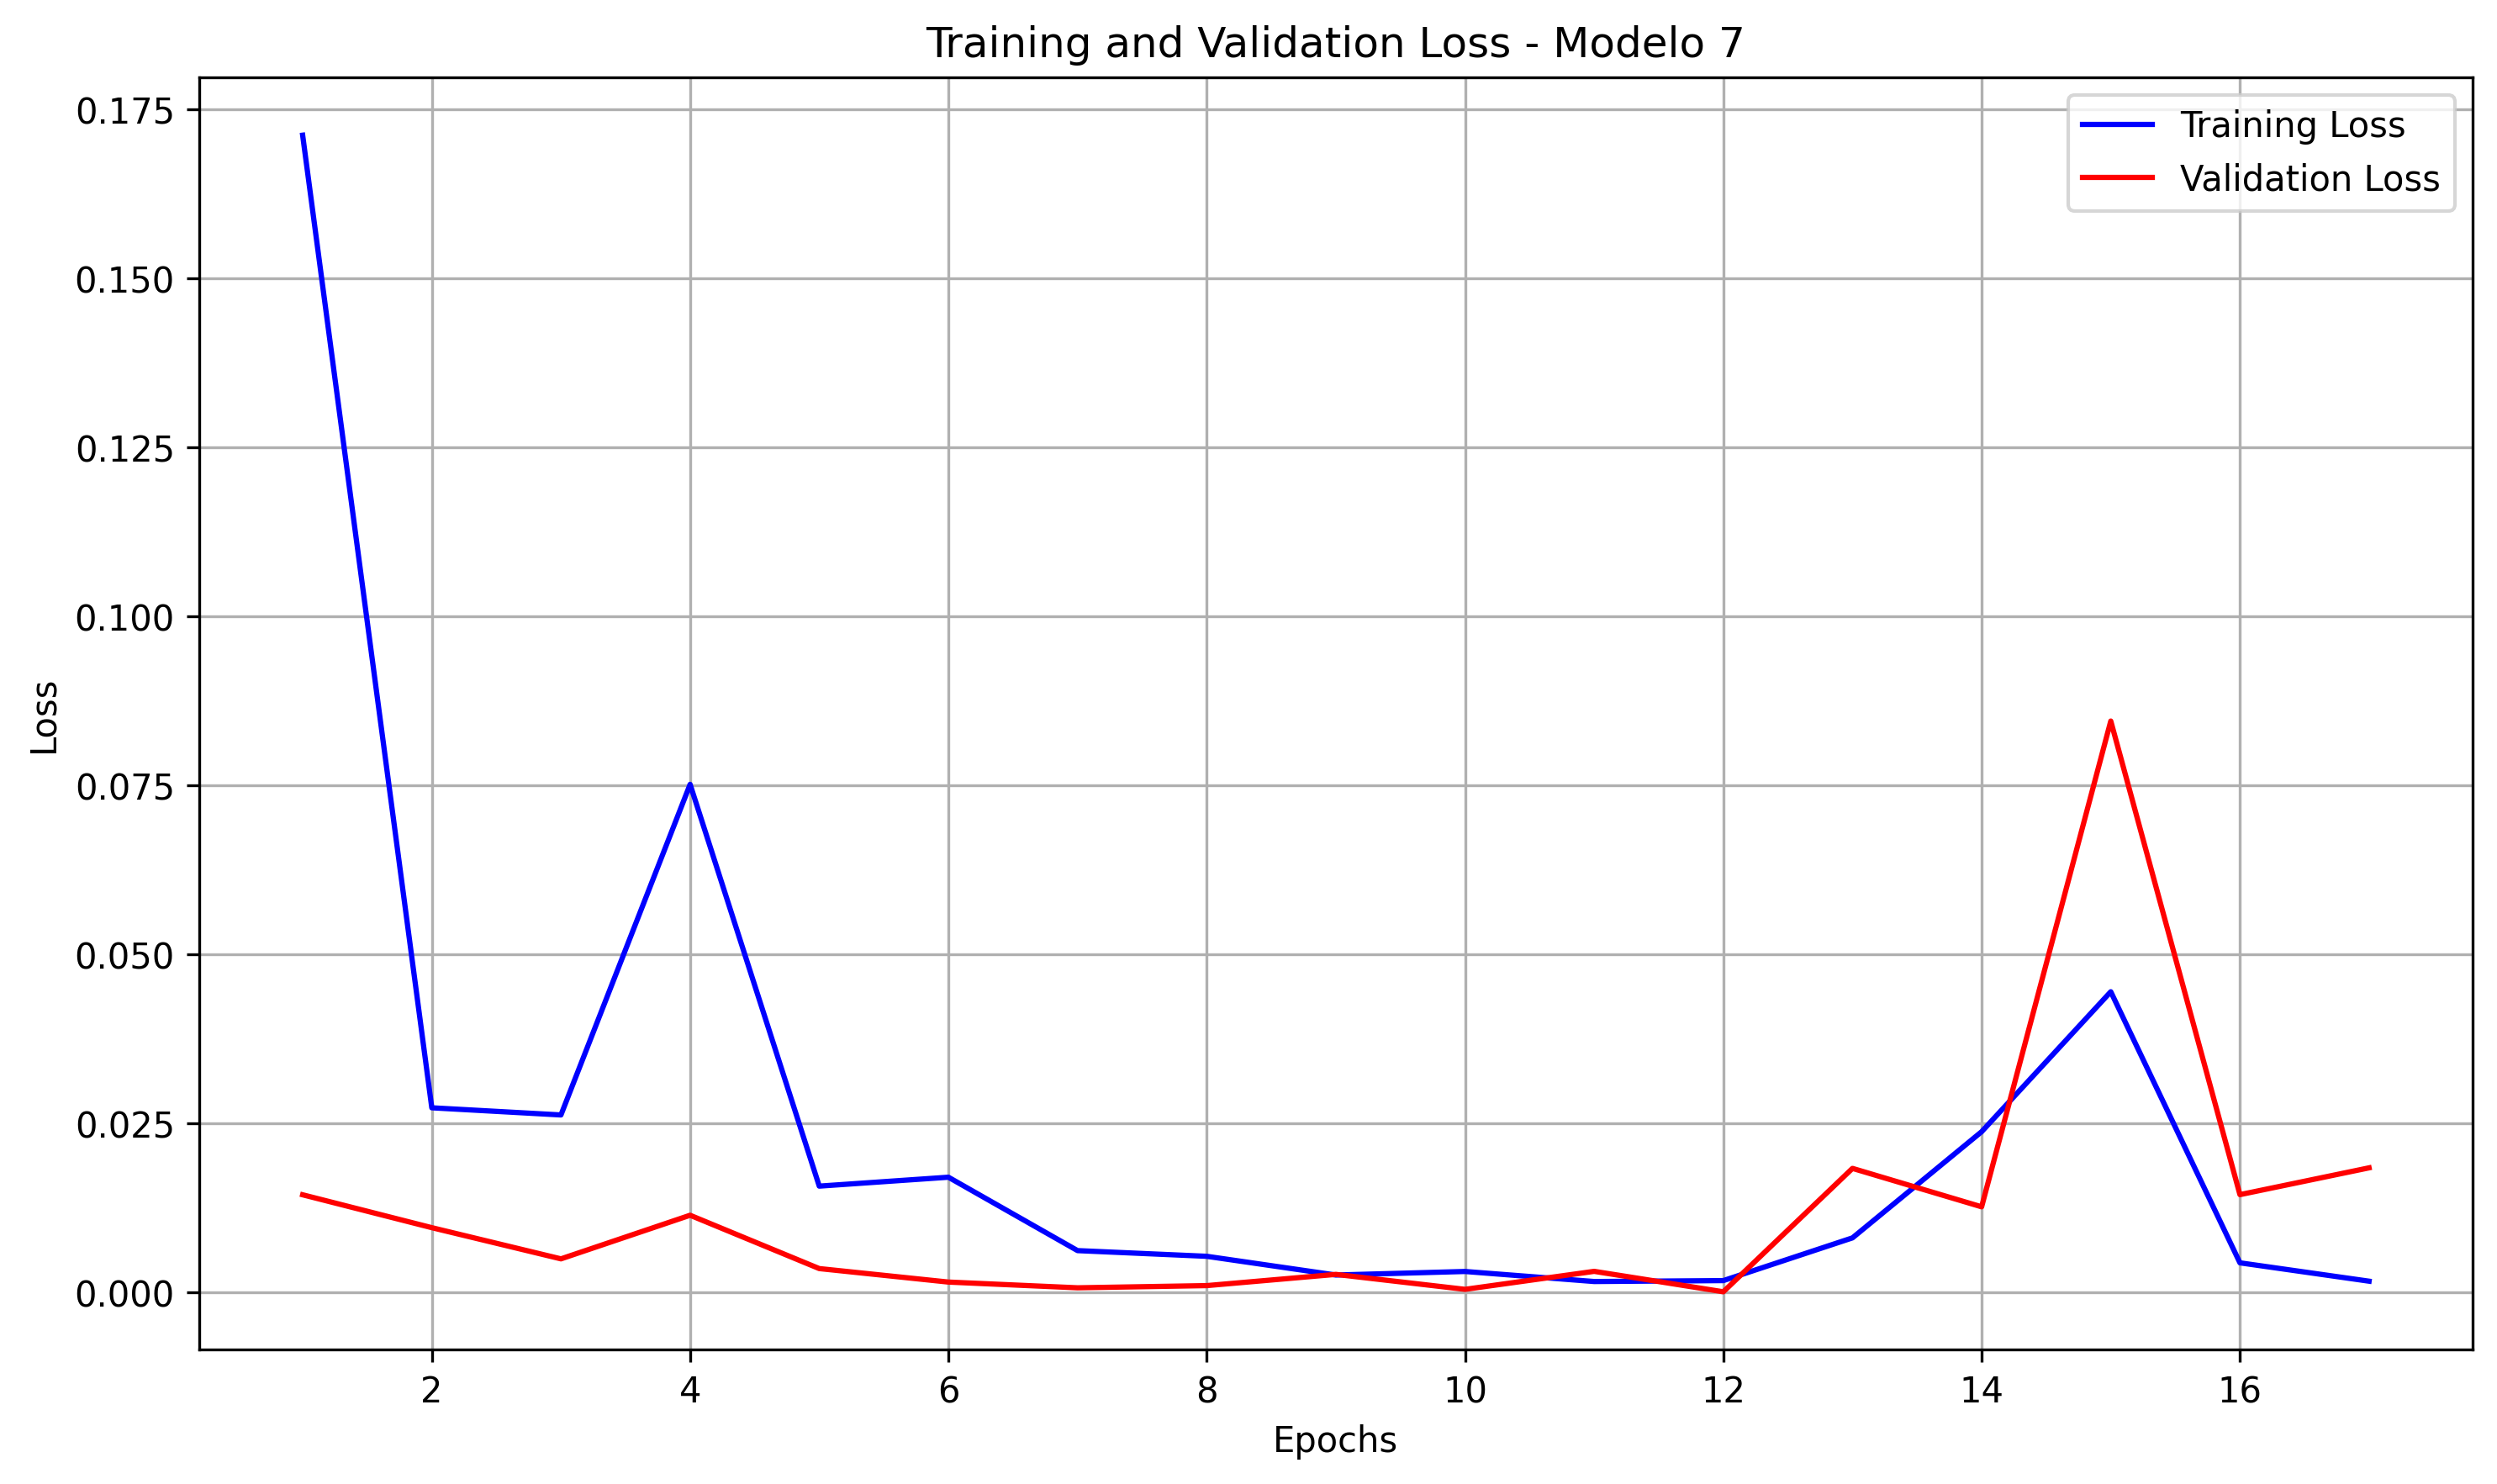 Training and Validation Loss - Modelo 7
Training Loss
Validation Loss
0.175
0.150
0.125
0.100
0.075
0.050
0.025
0.000
Loss
2 4 6 8 10 12 14 16
Epochs